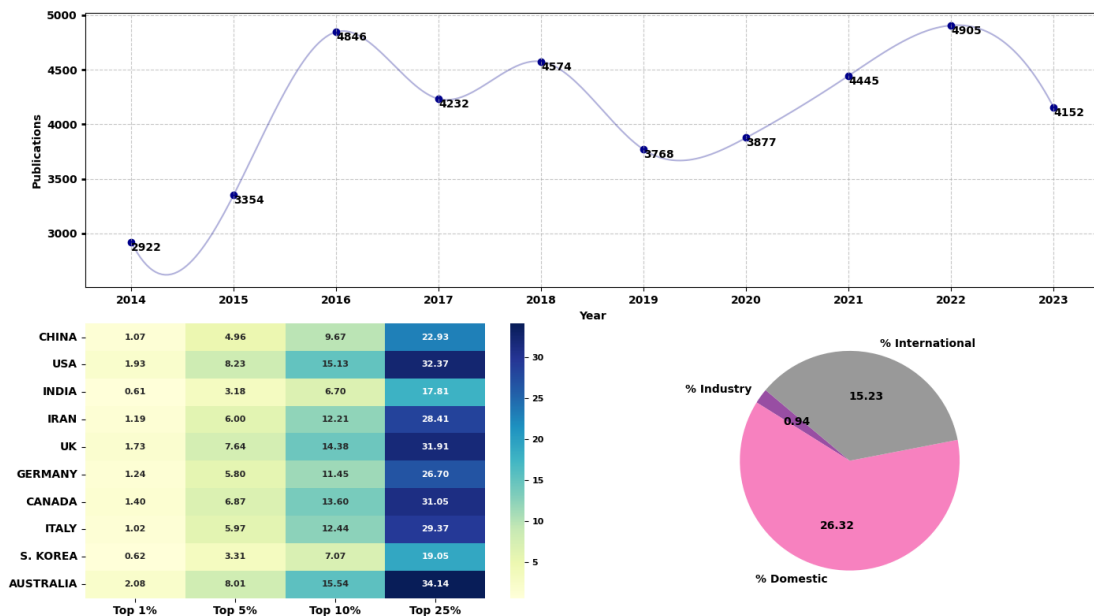 5000
4500
4000
3500
3000
Publications
2922
3354
4846
4232
4574
3768
3877
4445
4905
4152
2014 2015 2016 2017 2018 2019 2020 2021 2022 2023
Year
CHINA 1.07 4.96 9.67 22.93
USA 1.93 8.23 15.13 32.37
INDIA 0.61 3.18 6.70 17.81
IRAN 1.19 6.00 12.21 28.41
UK 1.73 7.64 14.38 31.91
GERMANY 1.24 5.80 11.45 26.70
CANADA 1.40 6.87 13.60 31.05
ITALY 1.02 5.97 12.44 29.37
S. KOREA 0.62 3.31 7.07 19.05
AUSTRALIA 2.08 8.01 15.54 34.14
Top 1% Top 5% Top 10% Top 25%
30
25
20
15
10
5
% International
15.23
% Industry
0.94
26.32
% Domestic